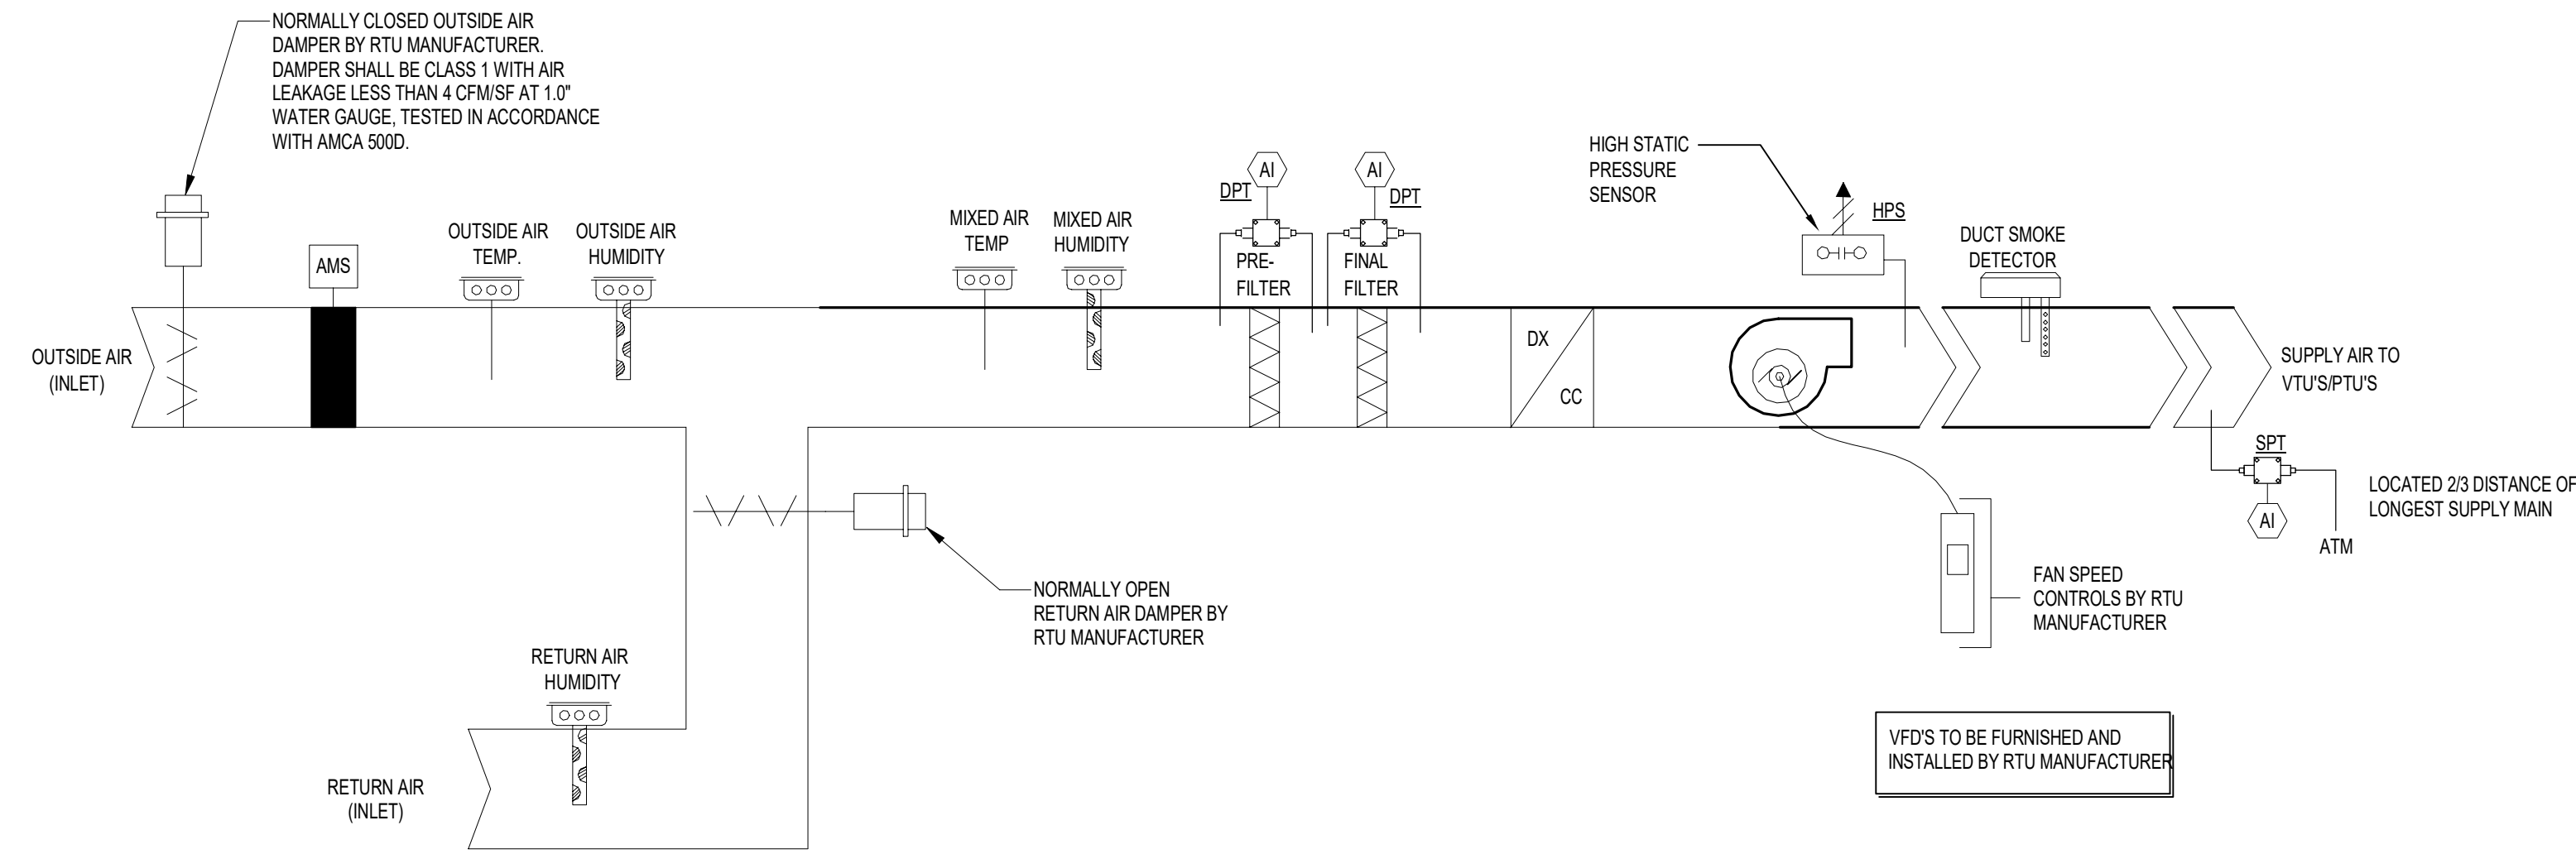 NORMALLY CLOSED OUTSIDE AIR
DAMPER BY RTU MANUFACTURER.
DAMPER SHALL BE CLASS 1 WITH AIR
LEAKAGE LESS THAN 4 CFM/SF AT 1.0"
WATER GAUGE, TESTED IN ACCORDANCE
WITH AMCA 500D.
AMS
OUTSIDE AIR
TEMP.
OUTSIDE AIR
HUMIDITY
MIXED AIR
TEMP
MIXED AIR
HUMIDITY
AI
DPT
PRE-
FILTER
AI
DPT
FINAL
FILTER
HIGH STATIC
PRESSURE
SENSOR
HPS
DUCT SMOKE
DETECTOR
OUTSIDE AIR
(INLET)
DX
CC
SUPPLY AIR TO
VTU'S/PTU'S
SPT
AI
ATM
LOCATED 2/3 DISTANCE OF
LONGEST SUPPLY MAIN
NORMALLY OPEN
RETURN AIR DAMPER BY
RTU MANUFACTURER
FAN SPEED
CONTROLS BY RTU
MANUFACTURER
RETURN AIR
HUMIDITY
RETURN AIR
(INLET)
VFD'S TO BE FURNISHED AND
INSTALLED BY RTU MANUFACTURER